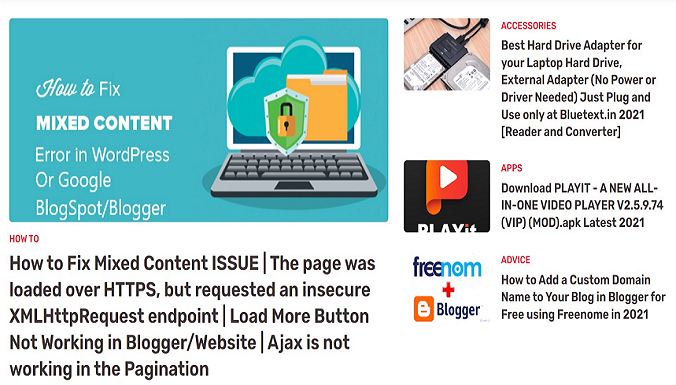 How to Fix
MIXED CONTENT
Error in WordPress
Or Google
BlogSpot/Blogger
HOW TO
How to Fix Mixed Content ISSUE | The page was
loaded over HTTPS, but requested an insecure
XMLHttpRequest endpoint | Load More Button
Not Working in Blogger/Website | Ajax is not
working in the Pagination
ACCESSORIES
Best Hard Drive Adapter for
your Laptop Hard Drive,
External Adapter (No Power or
Driver Needed) Just Plug and
Use only at Bluetext.in 2021
[Reader and Converter]
PLAYit
APPS
Download PLAYIT - A NEW ALL-
IN-ONE VIDEO PLAYER V2.5.9.74
(VIP) (MOD).apk Latest 2021
freenom
+
Blogger
ADVICE
How to Add a Custom Domain
Name to Your Blog in Blogger for
Free using Freenome in 2021